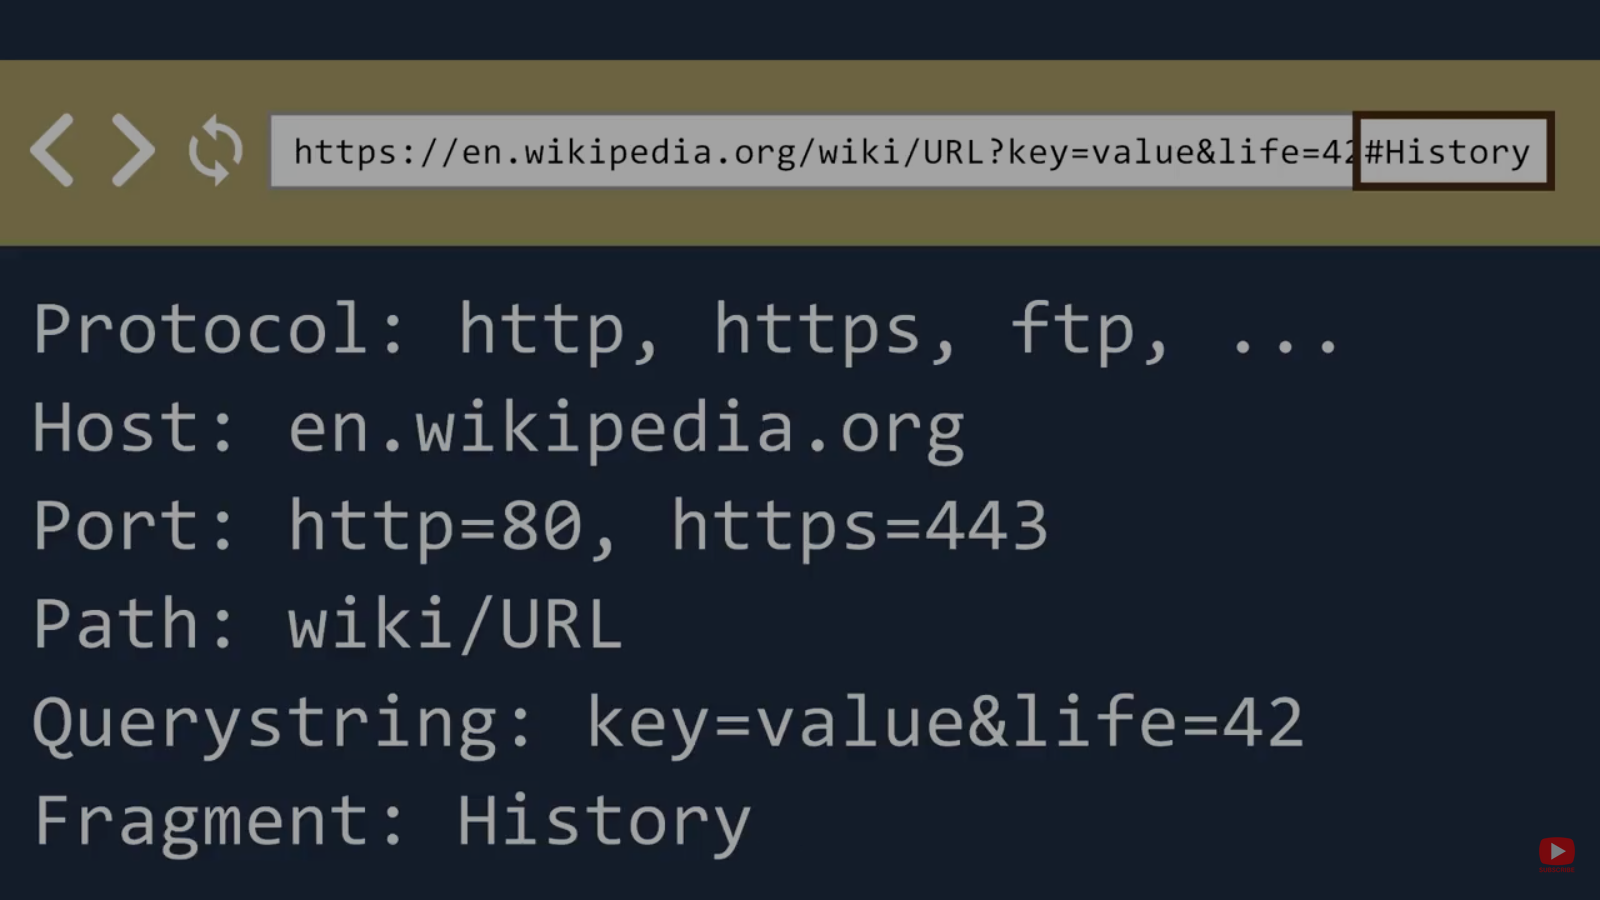 https://en.wikipedia.org/wiki/URL?key=value&life=42#History
Protocol: http, https, ftp, ...
Host: en.wikipedia.org
Port: http=80, https=443
Path: wiki/URL
Querystring: key=value&life=42
Fragment: History